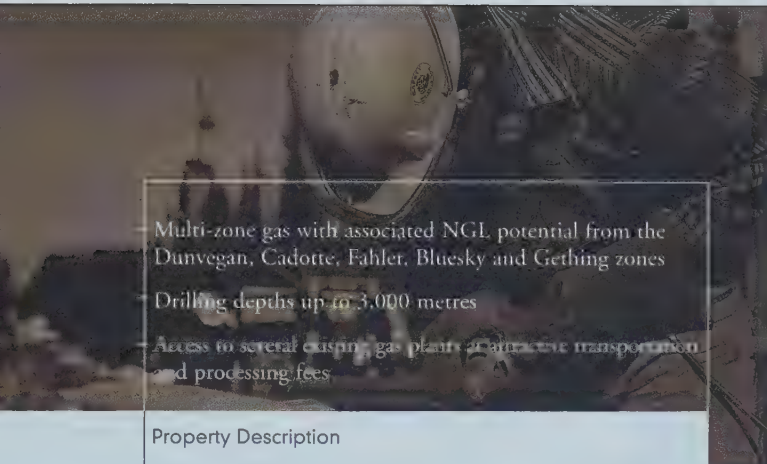 Multi-zone gas with associated NGL potential from the
Dunvegan, Cadotte, Fahler, Bluesky and Gething zones
Drilling depths up to 3,000 metres
Access to several existing gas plants at attractive transportation
and processing fees
Property Description